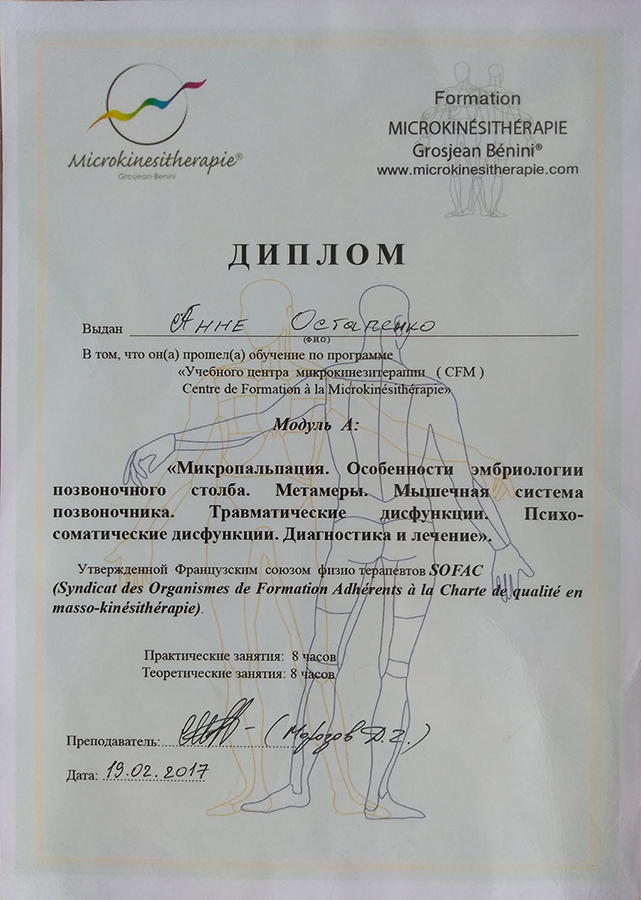 Microkinesitherapie®
Grosjean-Benini
Formation
MICROKINÉSITHÉRAPIE
Grosjean Bénini®
www.microkinesitherapie.com
ДИПЛОМ
Выдан Анне Остапенко
(Ф.И.О.)
В том, что он(а) прошел(а) обучение по программе
«Учебного центра микрокинезитерапии ( CFM )
Centre de Formation à la Microkinésithérapie»
Модуль А:
«Микропальпация. Особенности эмбриологии
позвоночного столба. Метамеры. Мышечная система
позвоночника. Травматические дисфункции. Психо-
соматические дисфункции. Диагностика и лечение».
Утвержденной Французским союзом физио терапевтов SOFAC
(Syndicat des Organismes de Formation Adhérents à la Charte de qualité en
masso-kinésithérapie).
Практические занятия: 8 часов
Теоретические занятия: 8 часов
Преподаватель: (Морозов Д.Г.)
Дата: 19.02.2017